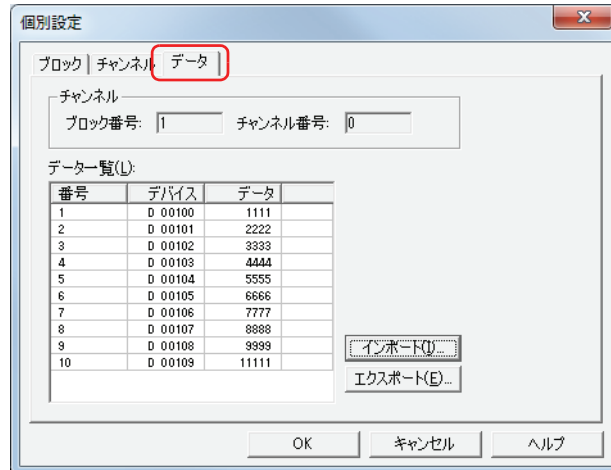 個別設定
ブロック チャンネル データ
チャンネル
ブロック番号: 1 チャンネル番号: 0
データ一覧(L):
番号 デバイス データ
1 D 00100 1111
2 D 00101 2222
3 D 00102 3333
4 D 00103 4444
5 D 00104 5555
6 D 00105 6666
7 D 00106 7777
8 D 00107 8888
9 D 00108 9999
10 D 00109 11111
インポート(I)...
エクスポート(E)...
OK キャンセル ヘルプ